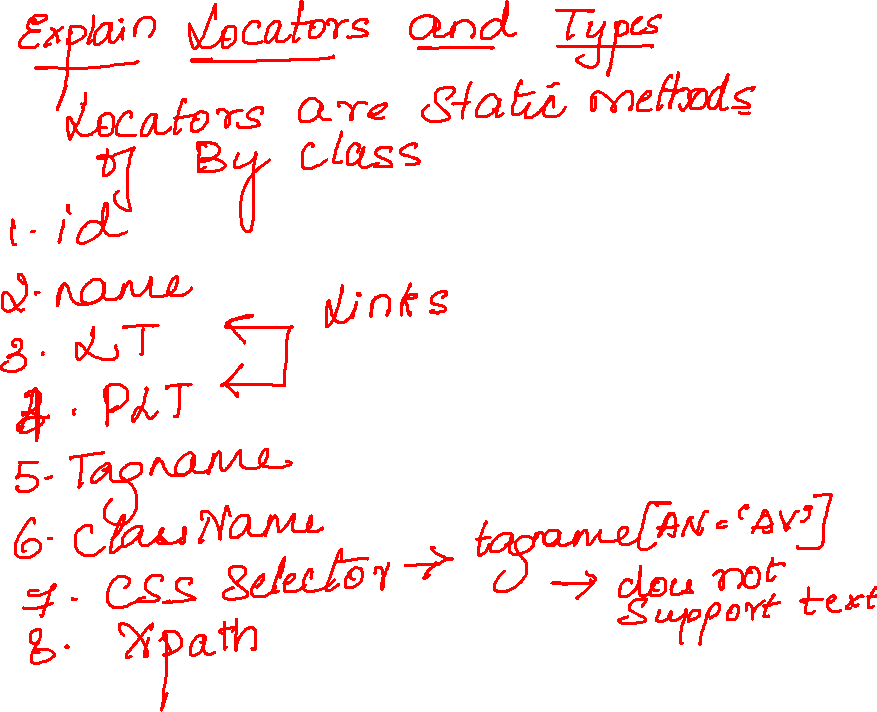 Explain Locators and Types
Locators are Static methods
of By class
1. id
2. name
Links
3. LT
4. PLT
5. Tagname
6. ClassName
7. CSS Selector → tagname[AN='AV']
→ does not
support text
8. Xpath